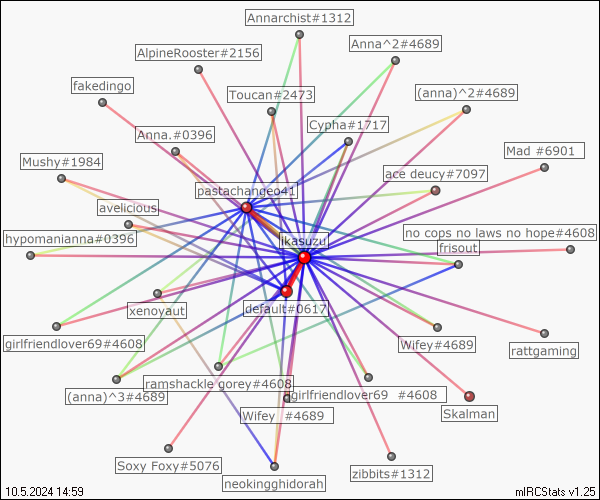 Annarchist#1312
Anna^2#4689
AlpineRooster#2156
fakedingo
Toucan#2473
(anna)^2#4689
Cypha#1717
Anna.#0396
Mad #6901
Mushy#1984
ace deucy#7097
pastachangeo41
avelicious
no cops no laws no hope#4608
hypomanianna#0396
ikasuzu
frisout
xenoyaut
default#0617
girlfriendlover69#4608
Wifey#4689
rattgaming
ramshackle gorey#4608
(anna)^3#4689
girlfriendlover69 #4608
Wifey #4689
Skalman
Soxy Foxy#5076
zibbits#1312
neokingghidorah
10.5.2024 14:59
mIRCStats v1.25